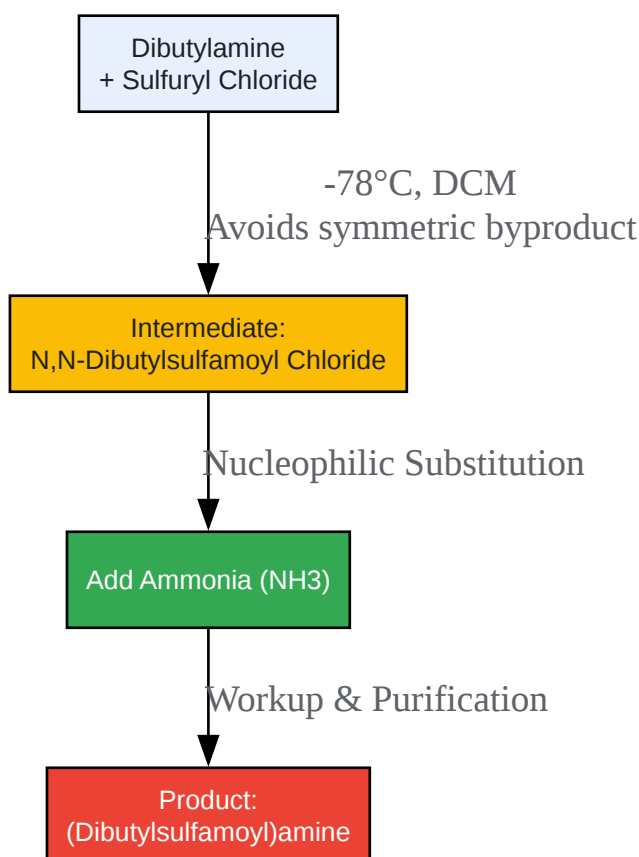 Dibutylamine
+ Sulfuryl Chloride
-78°C, DCM
Avoids symmetric byproduct
Intermediate:
N,N-Dibutylsulfamoyl Chloride
Nucleophilic Substitution
Add Ammonia (NH3)
Workup & Purification
Product:
(Dibutylsulfamoyl)amine